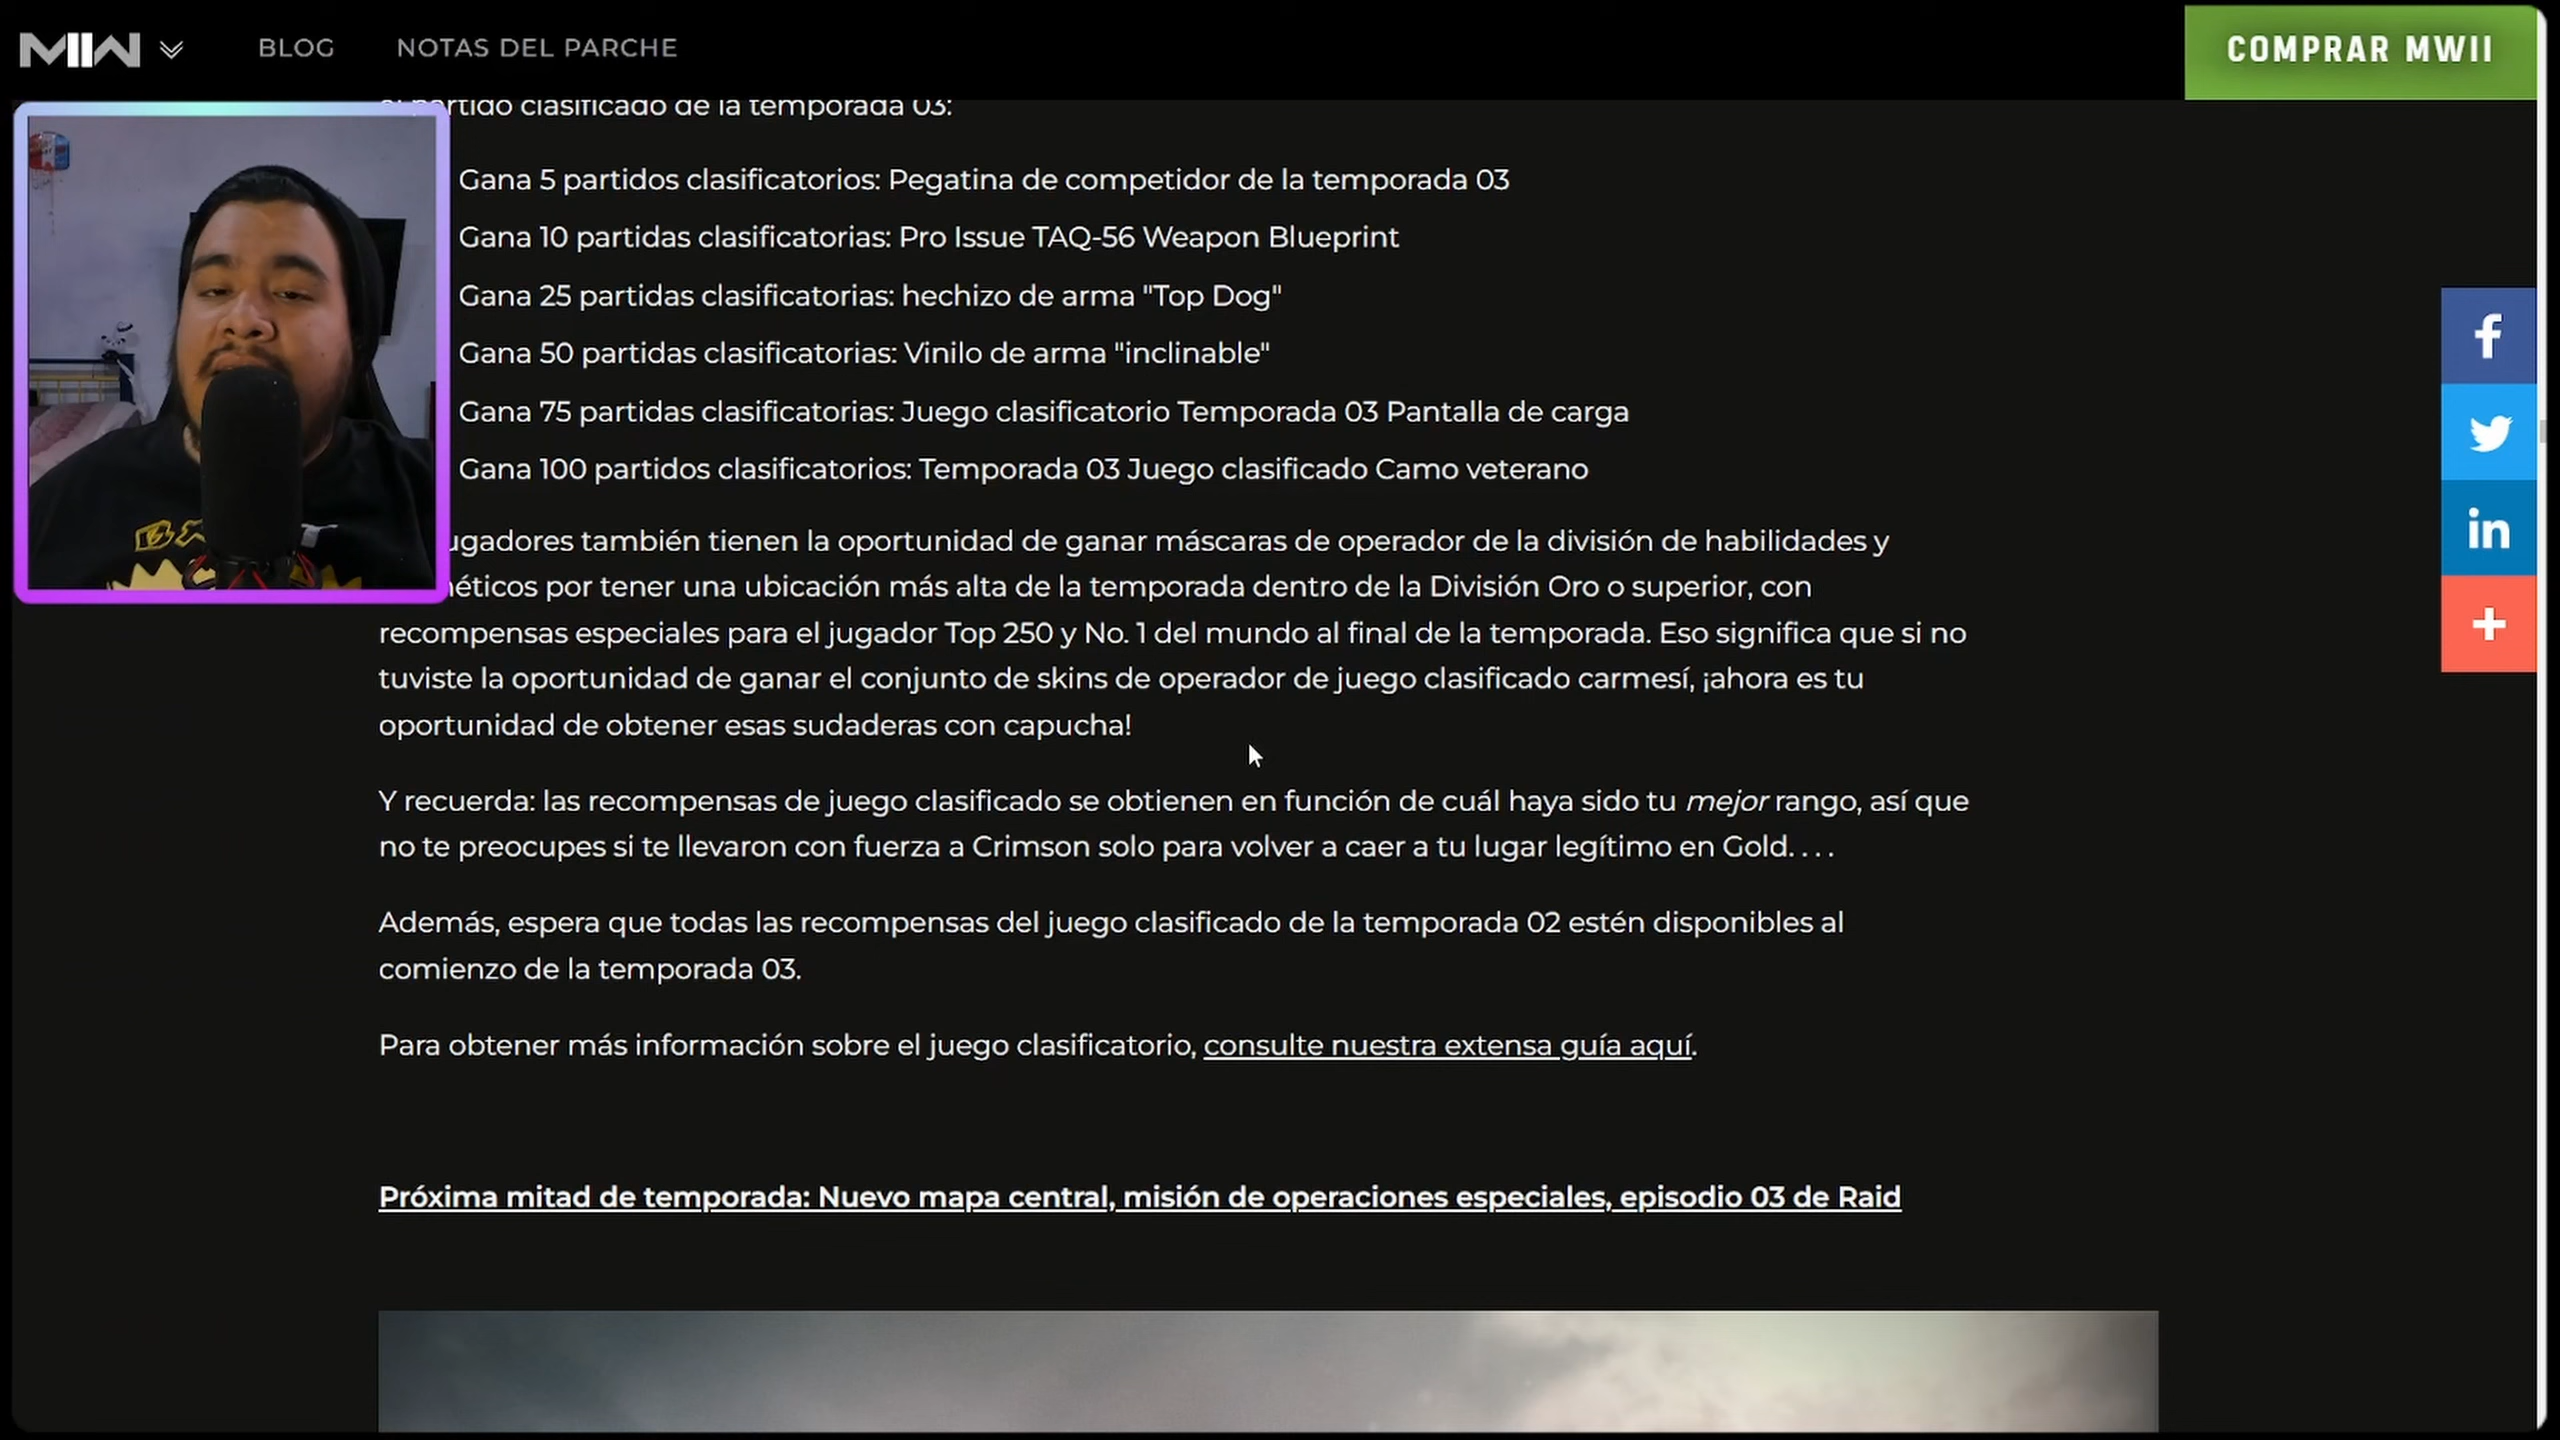 MWII
BLOG
NOTAS DEL PARCHE
COMPRAR MWII
partido clasificado de la temporada 03:
Gana 5 partidos clasificatorios: Pegatina de competidor de la temporada 03
Gana 10 partidas clasificatorias: Pro Issue TAQ-56 Weapon Blueprint
Gana 25 partidas clasificatorias: hechizo de arma "Top Dog"
Gana 50 partidas clasificatorias: Vinilo de arma "inclinable"
Gana 75 partidas clasificatorias: Juego clasificatorio Temporada 03 Pantalla de carga
Gana 100 partidos clasificatorios: Temporada 03 Juego clasificado Camo veterano
ugadores también tienen la oportunidad de ganar máscaras de operador de la división de habilidades y
éticos por tener una ubicación más alta de la temporada dentro de la División Oro o superior, con
recompensas especiales para el jugador Top 250 y No. 1 del mundo al final de la temporada. Eso significa que si no
tuviste la oportunidad de ganar el conjunto de skins de operador de juego clasificado carmesí, ¡ahora es tu
oportunidad de obtener esas sudaderas con capucha!
Y recuerda: las recompensas de juego clasificado se obtienen en función de cuál haya sido tu mejor rango, así que
no te preocupes si te llevaron con fuerza a Crimson solo para volver a caer a tu lugar legítimo en Gold. . . .
Además, espera que todas las recompensas del juego clasificado de la temporada 02 estén disponibles al
comienzo de la temporada 03.
Para obtener más información sobre el juego clasificatorio, consulte nuestra extensa guía aquí.
Próxima mitad de temporada: Nuevo mapa central, misión de operaciones especiales, episodio 03 de Raid